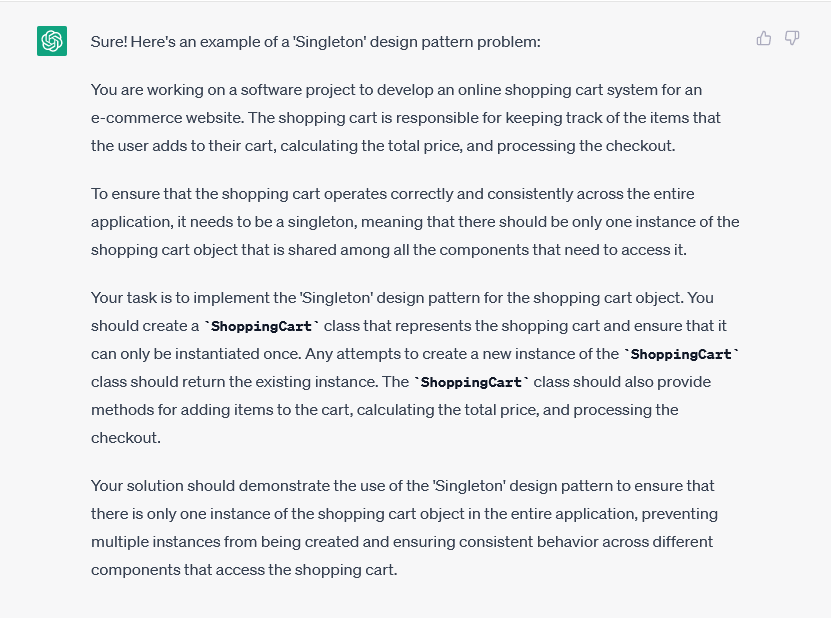 Sure! Here's an example of a 'Singleton' design pattern problem:
You are working on a software project to develop an online shopping cart system for an
e-commerce website. The shopping cart is responsible for keeping track of the items that
the user adds to their cart, calculating the total price, and processing the checkout.
To ensure that the shopping cart operates correctly and consistently across the entire
application, it needs to be a singleton, meaning that there should be only one instance of the
shopping cart object that is shared among all the components that need to access it.
Your task is to implement the 'Singleton' design pattern for the shopping cart object. You
should create a `ShoppingCart` class that represents the shopping cart and ensure that it
can only be instantiated once. Any attempts to create a new instance of the `ShoppingCart`
class should return the existing instance. The `ShoppingCart` class should also provide
methods for adding items to the cart, calculating the total price, and processing the
checkout.
Your solution should demonstrate the use of the 'Singleton' design pattern to ensure that
there is only one instance of the shopping cart object in the entire application, preventing
multiple instances from being created and ensuring consistent behavior across different
components that access the shopping cart.